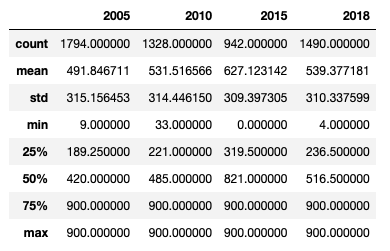 2005 2010 2015 2018
count 1794.000000 1328.000000 942.000000 1490.000000
mean 491.846711 531.516566 627.123142 539.377181
std 315.156453 314.446150 309.397305 310.337599
min 9.000000 33.000000 0.000000 4.000000
25% 189.250000 221.000000 319.500000 236.500000
50% 420.000000 485.000000 821.000000 516.500000
75% 900.000000 900.000000 900.000000 900.000000
max 900.000000 900.000000 900.000000 900.000000